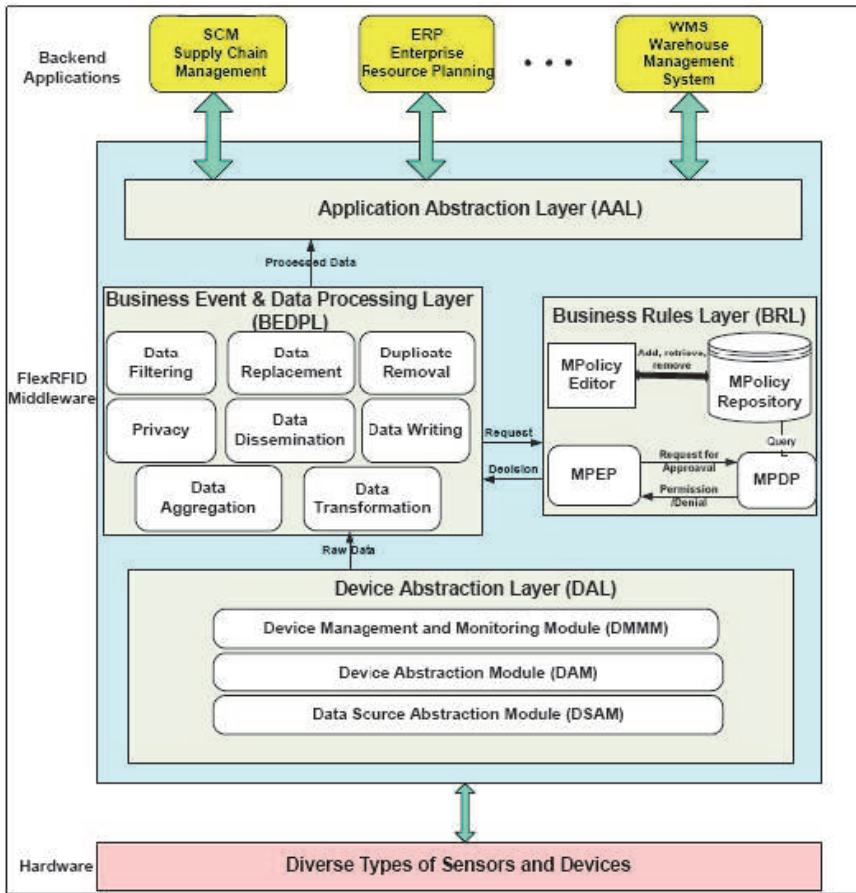 Backend
Applications
SCM
Supply Chain
Management
ERP
Enterprise
Resource Planning
• • •
WMS
Warehouse
Management
System
FlexRFID
Middleware
Application Abstraction Layer (AAL)
Processed Data
Business Event & Data Processing Layer
(BEDPL)
Data
Filtering
Data
Replacement
Duplicate
Removal
Privacy
Data
Dissemination
Data Writing
Data
Aggregation
Data
Transformation
Request
Decision
Business Rules Layer (BRL)
MPolicy
Editor
Add, retrieve,
remove
MPolicy
Repository
Query
MPEP
Request for
Approaval
Permission
/Denial
MPDP
Raw Data
Device Abstraction Layer (DAL)
Device Management and Monitoring Module (DMMM)
Device Abstraction Module (DAM)
Data Source Abstraction Module (DSAM)
Hardware
Diverse Types of Sensors and Devices